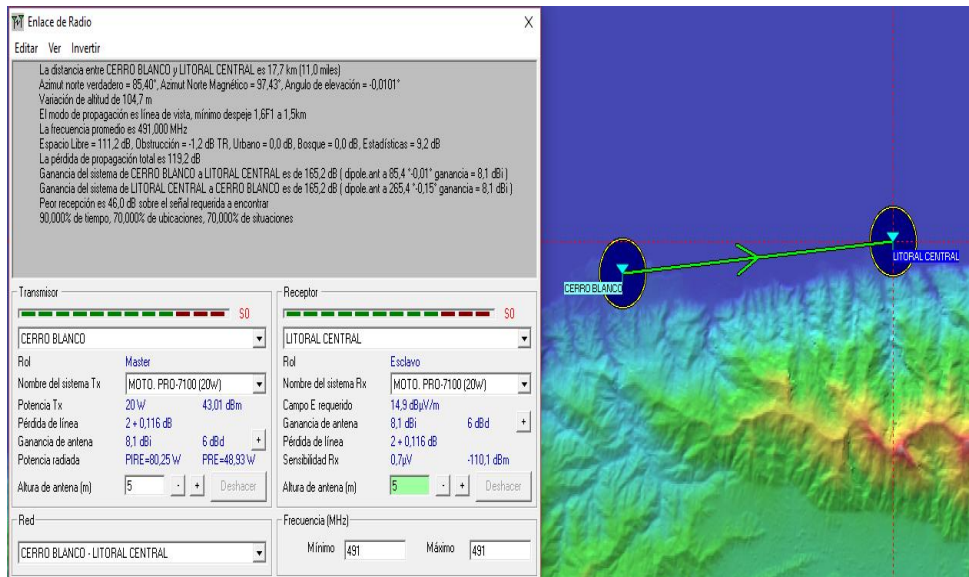 Enlace de Radio
X
Editar Ver Invertir
La distancia entre CERRO BLANCO y LITORAL CENTRAL es 17,7 km (11,0 miles)
Azimut norte verdadero = 85,40°, Azimut Norte Magnético = 97,43°, Angulo de elevación = -0,0101°
Variación de altitud de 104,7 m
El modo de propagación es línea de vista, mínimo despeje 1,6F1 a 1,5km
La frecuencia promedio es 491,000 MHz
Espacio Libre = 111,2 dB, Obstrucción = -1,2 dB TR, Urbano = 0,0 dB, Bosque = 0,0 dB, Estadísticas = 9,2 dB
La pérdida de propagación total es 119,2 dB
Ganancia del sistema de CERRO BLANCO a LITORAL CENTRAL es de 165,2 dB ( dipole.ant a 85,4 °-0,01° ganancia = 8,1 dBi )
Ganancia del sistema de LITORAL CENTRAL a CERRO BLANCO es de 165,2 dB ( dipole.ant a 265,4 °-0,15° ganancia = 8,1 dBi )
Peor recepción es 46,0 dB sobre el señal requerida a encontrar
90,000% de tiempo, 70,000% de ubicaciones, 70,000% de situaciones
Transmisor
S0
CERRO BLANCO
Rol Master
Nombre del sistema Tx MOTO. PRO-7100 (20W)
Potencia Tx 20 W 43,01 dBm
Pérdida de línea 2 + 0,116 dB
Ganancia de antena 8,1 dBi 6 dBd +
Potencia radiada PIRE=80,25 W PRE=48,93 W
Altura de antena (m) 5 - + Deshacer
Receptor
S0
LITORAL CENTRAL
Rol Esclavo
Nombre del sistema Rx MOTO. PRO-7100 (20W)
Campo E requerido 14,9 dBµV/m
Ganancia de antena 8,1 dBi 6 dBd +
Pérdida de línea 2 + 0,116 dB
Sensibilidad Rx 0,7µV -110,1 dBm
Altura de antena (m) 5 - + Deshacer
Red
CERRO BLANCO - LITORAL CENTRAL
Frecuencia (MHz)
Mínimo 491 Máximo 491
LITORAL CENTRAL
CERRO BLANCO